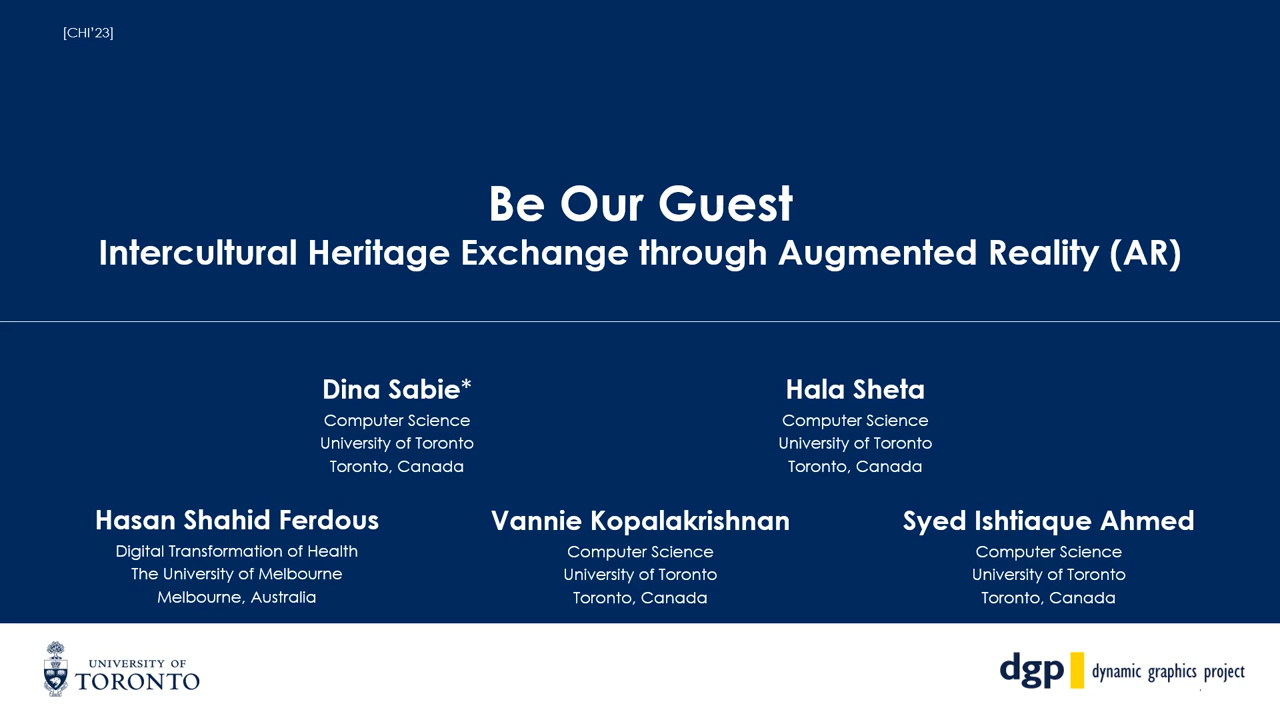 [CHI'23]
Be Our Guest
Intercultural Heritage Exchange through Augmented Reality (AR)
Dina Sabie*
Computer Science
University of Toronto
Toronto, Canada
Hala Sheta
Computer Science
University of Toronto
Toronto, Canada
Hasan Shahid Ferdous
Digital Transformation of Health
The University of Melbourne
Melbourne, Australia
Vannie Kopalakrishnan
Computer Science
University of Toronto
Toronto, Canada
Syed Ishtiaque Ahmed
Computer Science
University of Toronto
Toronto, Canada
UNIVERSITY OF
TORONTO
dgp dynamic graphics project